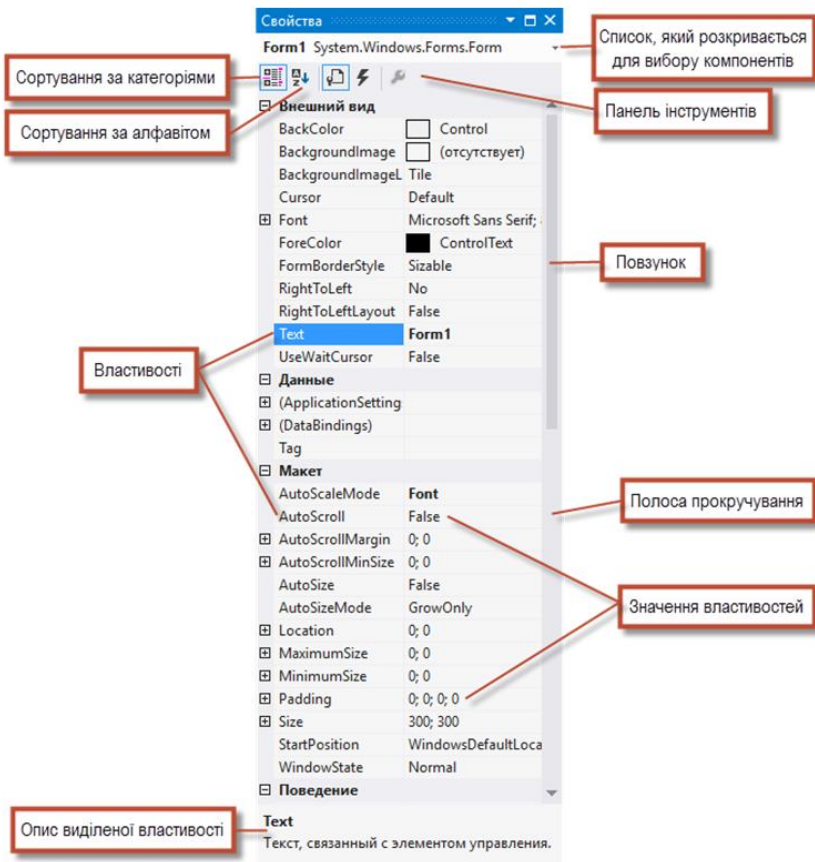 Свойства
Form1 System.Windows.Forms.Form
Список, який розкривається
для вибору компонентів
Сортування за категоріями
Панель інструментів
Сортування за алфавітом
Внешний вид
BackColor Control
BackgroundImage (отсутствует)
BackgroundImageL Tile
Cursor Default
Font Microsoft Sans Serif;
ForeColor ControlText
FormBorderStyle Sizable
Повзунок
RightToLeft No
RightToLeftLayout False
Text Form1
UseWaitCursor False
Властивості
Данные
(ApplicationSetting
(DataBindings)
Tag
Макет
AutoScaleMode Font
Полоса прокручування
AutoScroll False
AutoScrollMargin 0; 0
AutoScrollMinSize 0; 0
AutoSize False
AutoSizeMode GrowOnly
Значення властивостей
Location 0; 0
MaximumSize 0; 0
MinimumSize 0; 0
Padding 0; 0; 0; 0
Size 300; 300
StartPosition WindowsDefaultLoca
WindowState Normal
Поведение
Опис виділеної властивості
Text
Текст, связанный с элементом управления.